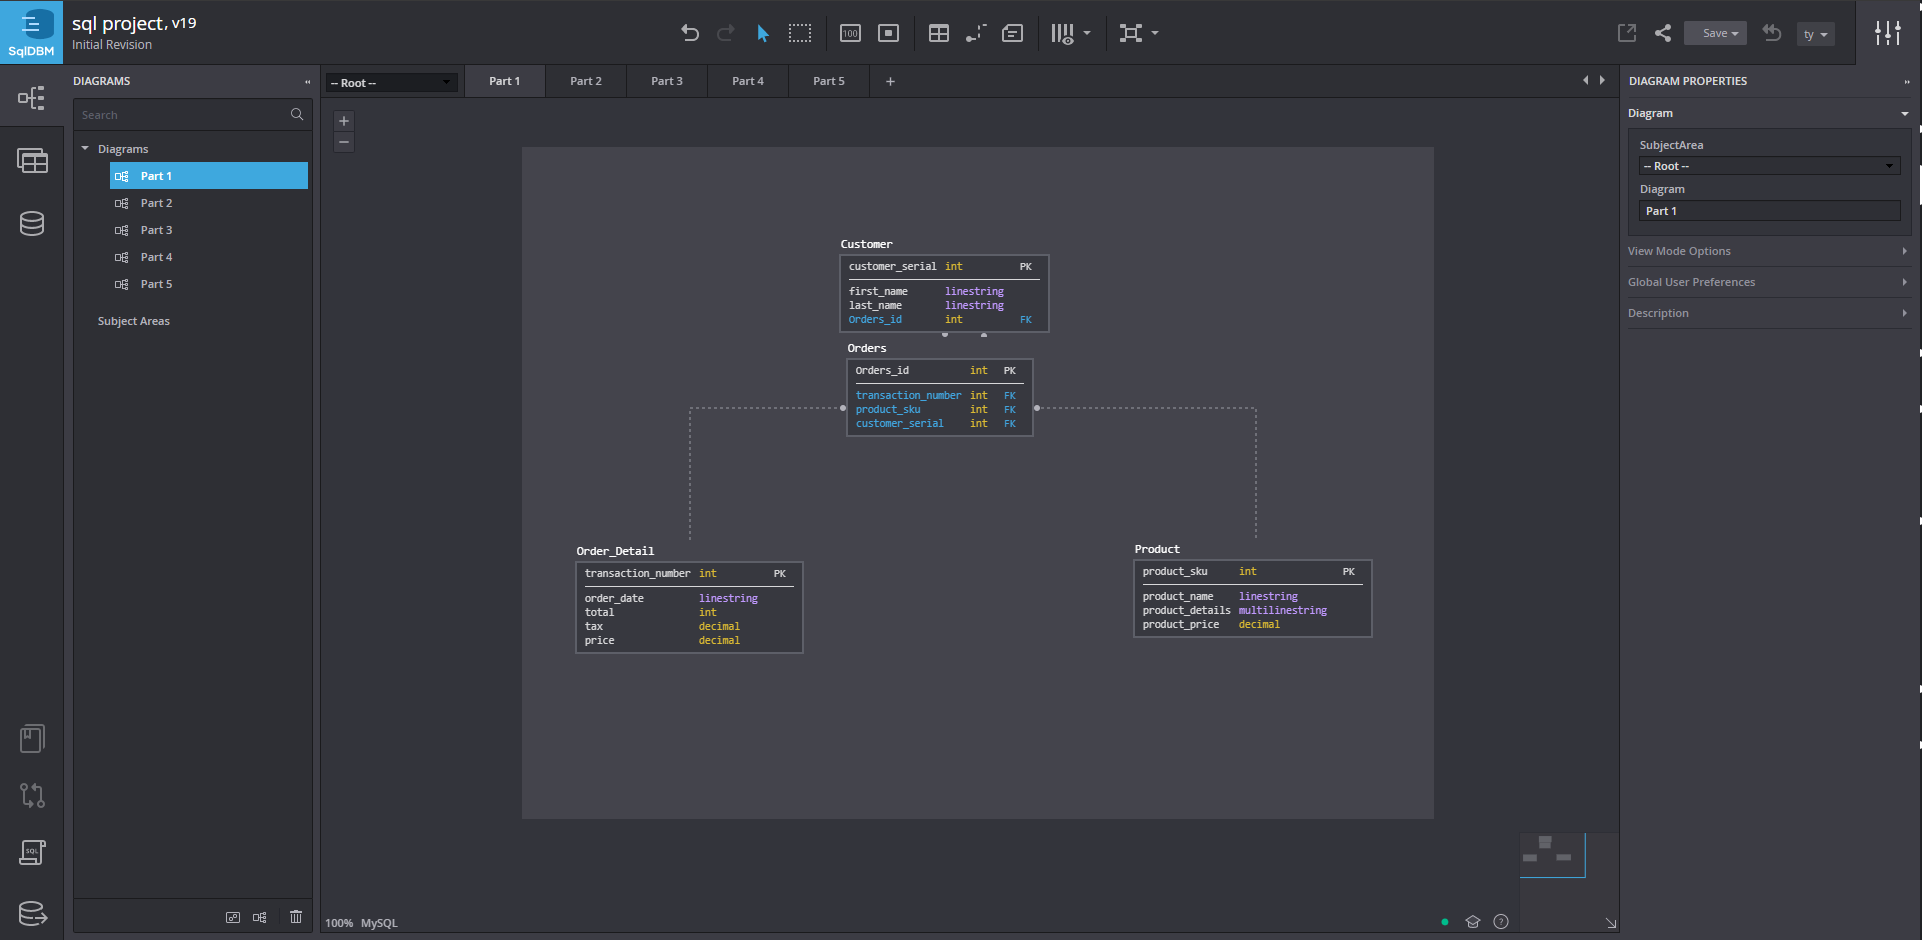 sql project, v19
Initial Revision
SqlDBM
100
Save
ty
DIAGRAMS
Search
Diagrams
Part 1
Part 2
Part 3
Part 4
Part 5
Subject Areas
SQL
-- Root --
Part 1
Part 2
Part 3
Part 4
Part 5
+
+
−
Customer
customer_serial int PK
first_name linestring
last_name linestring
Orders_id int FK
Orders
Orders_id int PK
transaction_number int FK
product_sku int FK
customer_serial int FK
Order_Detail
transaction_number int PK
order_date linestring
total int
tax decimal
price decimal
Product
product_sku int PK
product_name linestring
product_details multilinestring
product_price decimal
100% MySQL
?
DIAGRAM PROPERTIES
Diagram
SubjectArea
-- Root --
Diagram
Part 1
View Mode Options
Global User Preferences
Description